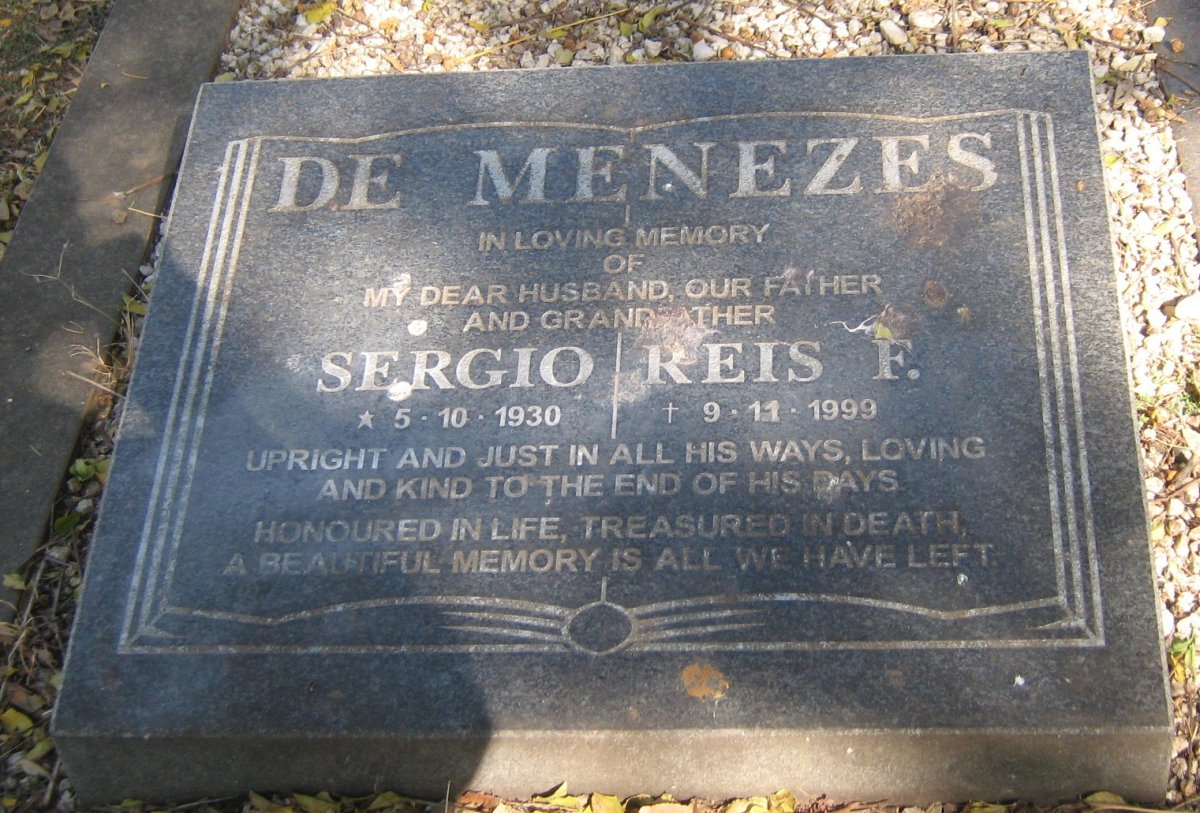 DE MENEZES
IN LOVING MEMORY
OF
MY DEAR HUSBAND, OUR FATHER
AND GRANDFATHER
SERGIO REIS F.
★ 5 · 10 · 1930 † 9 · 11 · 1999
UPRIGHT AND JUST IN ALL HIS WAYS, LOVING
AND KIND TO THE END OF HIS DAYS.
HONOURED IN LIFE, TREASURED IN DEATH,
A BEAUTIFUL MEMORY IS ALL WE HAVE LEFT.